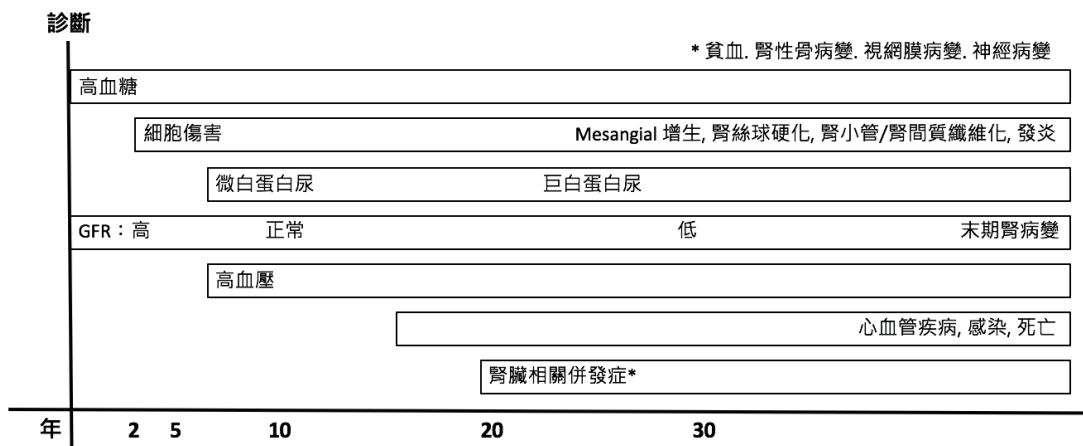 診斷
* 貧血. 腎性骨病變. 視網膜病變. 神經病變
高血糖
細胞傷害 Mesangial 增生, 腎絲球硬化, 腎小管/腎間質纖維化, 發炎
微白蛋白尿 巨白蛋白尿
GFR：高 正常 低 末期腎病變
高血壓
心血管疾病, 感染, 死亡
腎臟相關併發症*
年 2 5 10 20 30